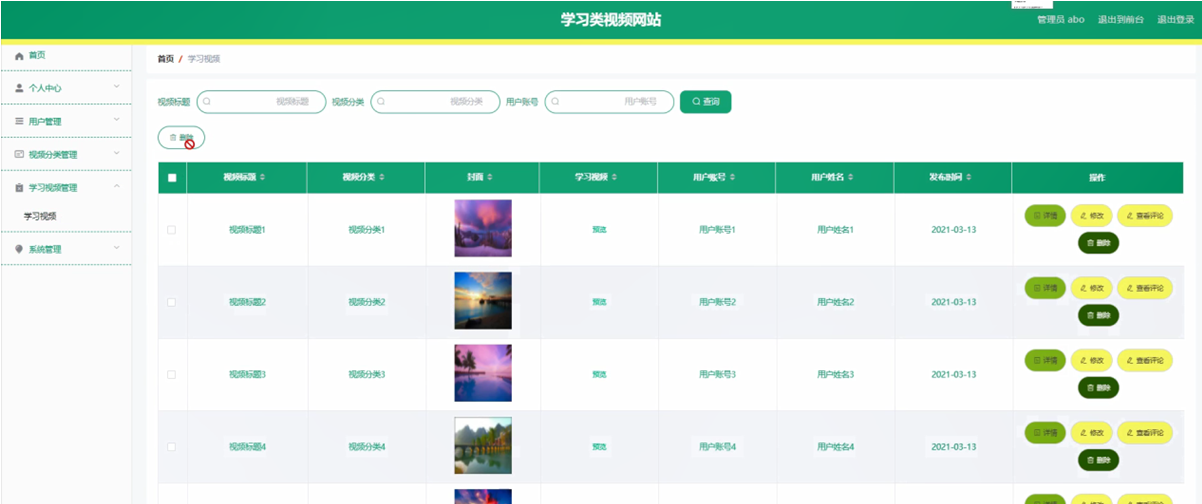 学习类视频网站
管理员 abo 退出到前台 退出登录
首页
个人中心
用户管理
视频分类管理
学习视频管理
学习视频
系统管理
首页 / 学习视频
视频标题 视频标题 视频分类 视频分类 用户账号 用户账号 查询
删除
视频标题 视频分类 封面 学习视频 用户账号 用户姓名 发布时间 操作
视频标题1 视频分类1 预览 用户账号1 用户姓名1 2021-03-13 详情 修改 查看评论
删除
视频标题2 视频分类2 预览 用户账号2 用户姓名2 2021-03-13 详情 修改 查看评论
删除
视频标题3 视频分类3 预览 用户账号3 用户姓名3 2021-03-13 详情 修改 查看评论
删除
视频标题4 视频分类4 预览 用户账号4 用户姓名4 2021-03-13 详情 修改 查看评论
删除